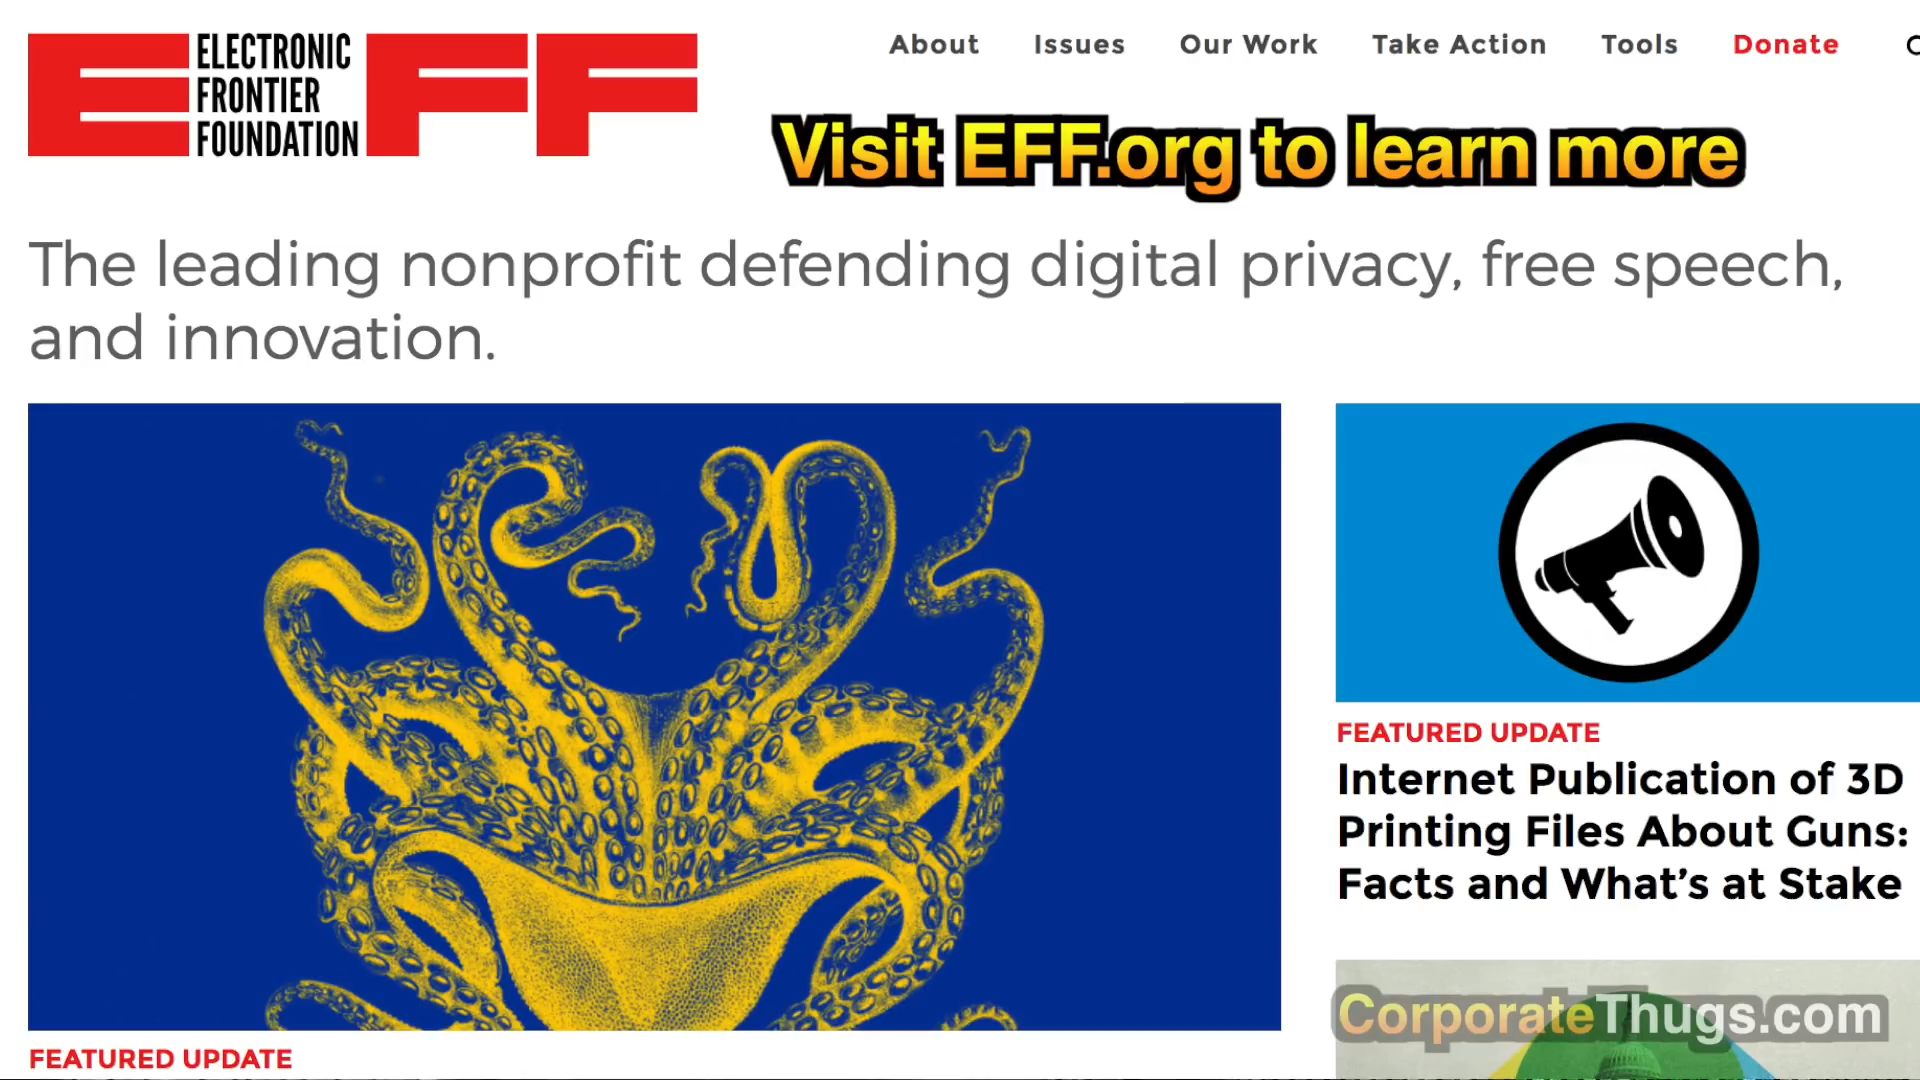 ELECTRONIC
FRONTIER
FOUNDATION
EFF
About Issues Our Work Take Action Tools Donate
Visit EFF.org to learn more
The leading nonprofit defending digital privacy, free speech,
and innovation.
FEATURED UPDATE
Internet Publication of 3D
Printing Files About Guns:
Facts and What's at Stake
CorporateThugs.com
FEATURED UPDATE